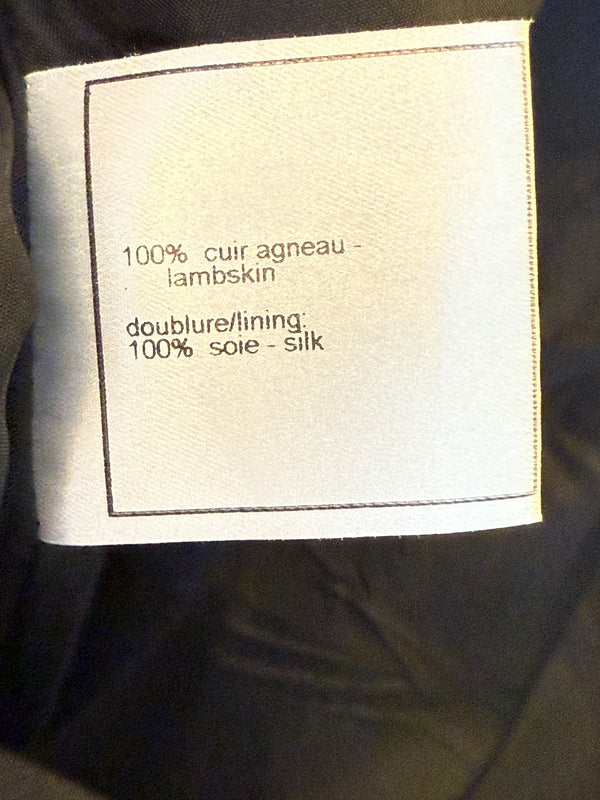 100% cuir agneau -
lambskin
doublure/lining:
100% soie - silk